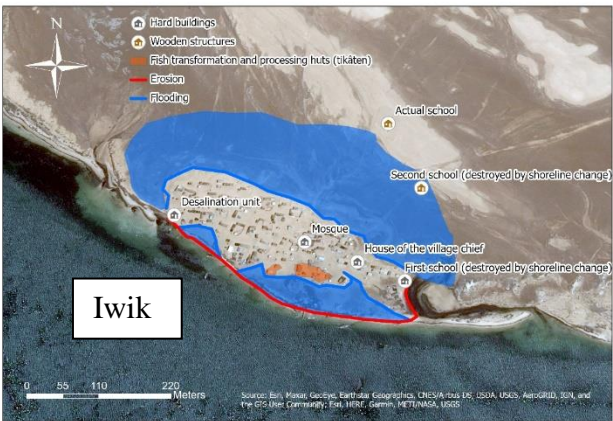 N
Hard buildings
Wooden structures
Fish transformation and processing huts (tikâten)
Erosion
Flooding
Actual school
Second school (destroyed by shoreline change)
Desalination unit
Mosque
House of the village chief
First school (destroyed by shoreline change)
Iwik
0 55 110 220
Meters
Source: Esri, Maxar, GeoEye, Earthstar Geographics, CNES/Airbus DS, USDA, USGS, AeroGRID, IGN, and
the GIS User Community; Esri, HERE, Garmin, METI/NASA, USGS